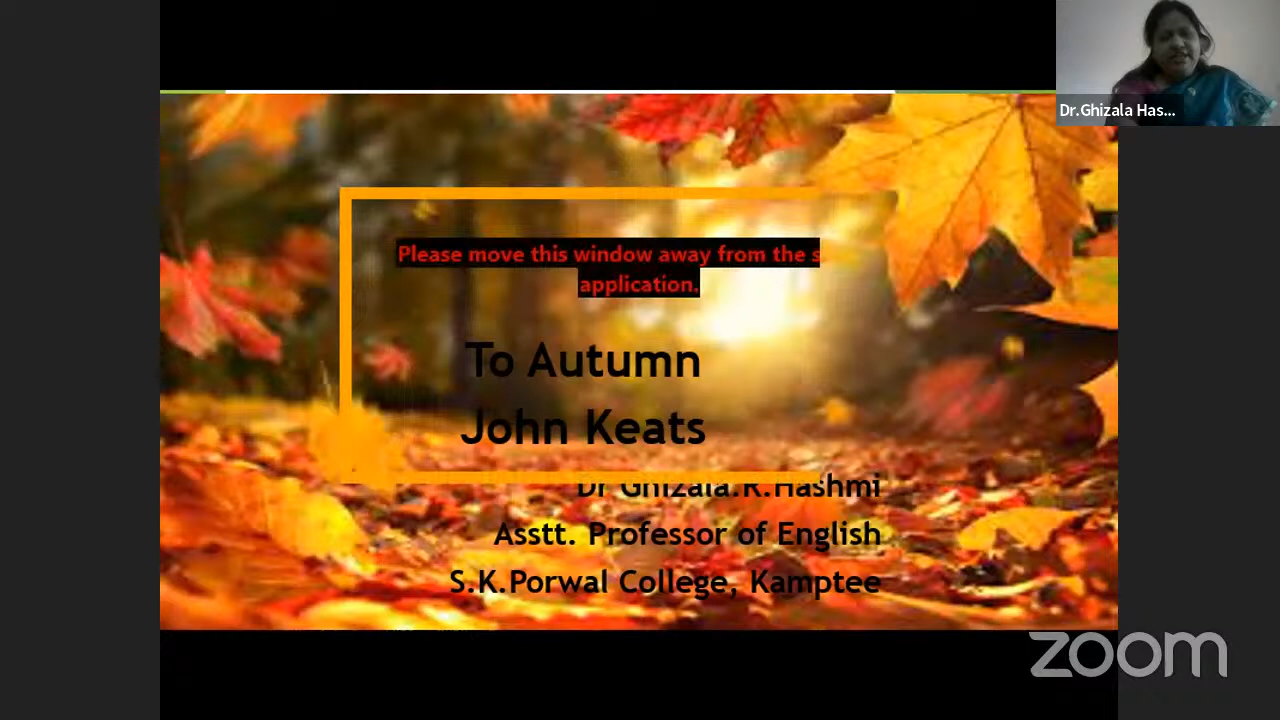 Dr.Ghizala Has...
Please move this window away from the s
application.
To Autumn
John Keats
Dr Ghizala.R.Hashmi
Asstt. Professor of English
S.K.Porwal College, Kamptee
zoom